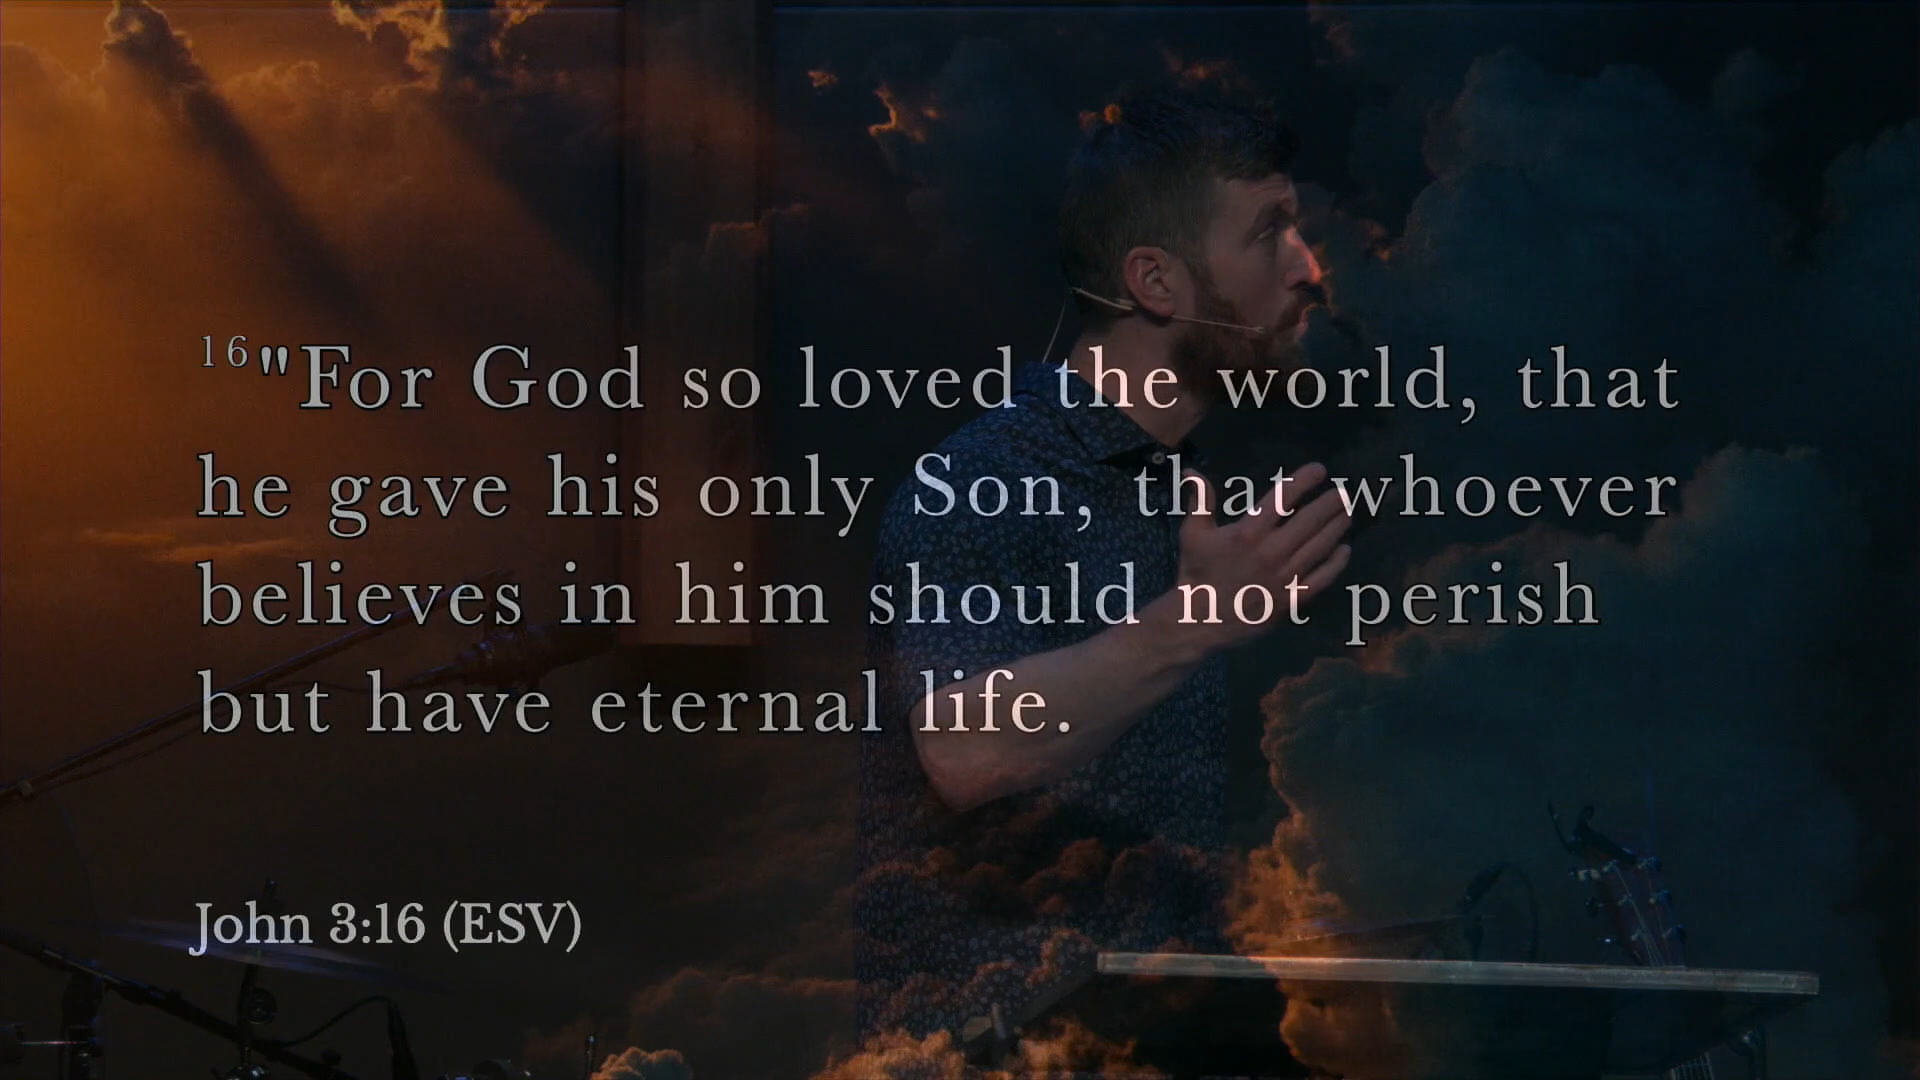 16"For God so loved the world, that
he gave his only Son, that whoever
believes in him should not perish
but have eternal life.
John 3:16 (ESV)